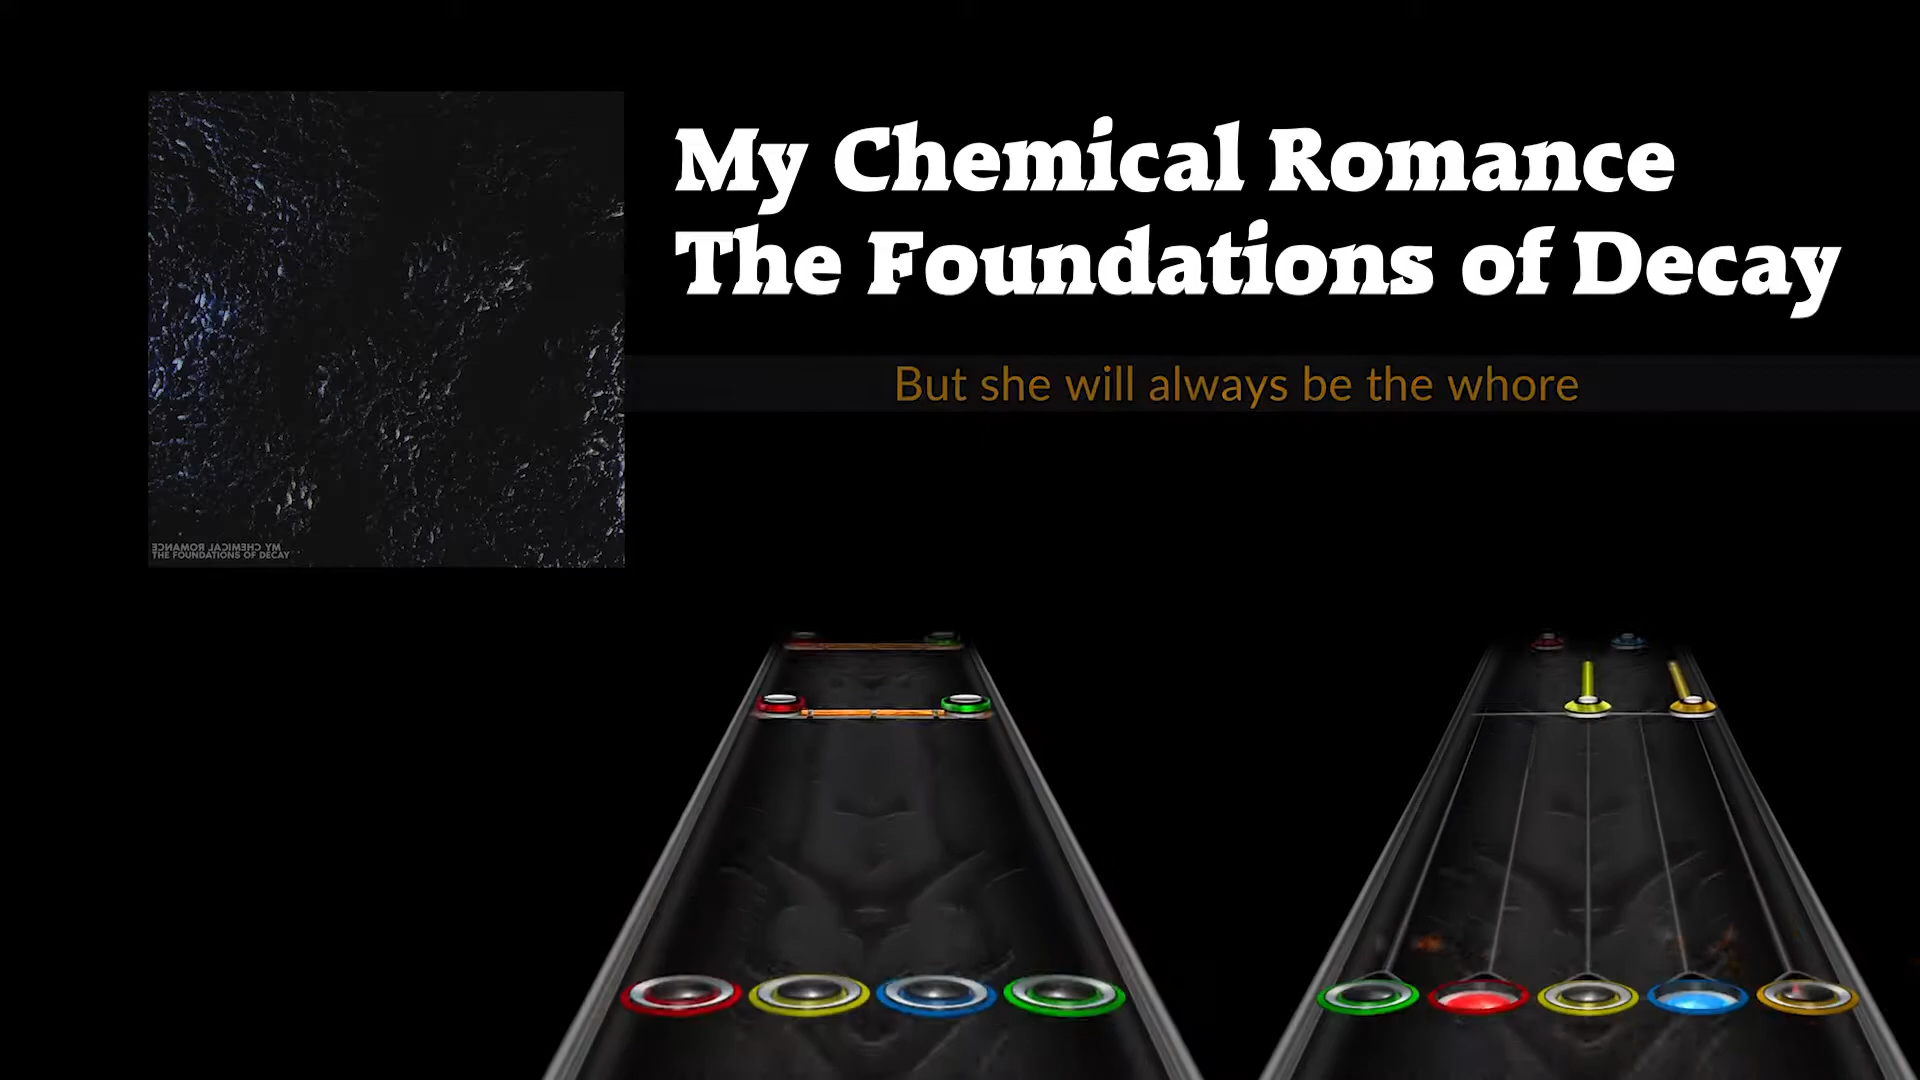 My Chemical Romance
The Foundations of Decay
But she will always be the whore
MY CHEMICAL ROMANCE
THE FOUNDATIONS OF DECAY